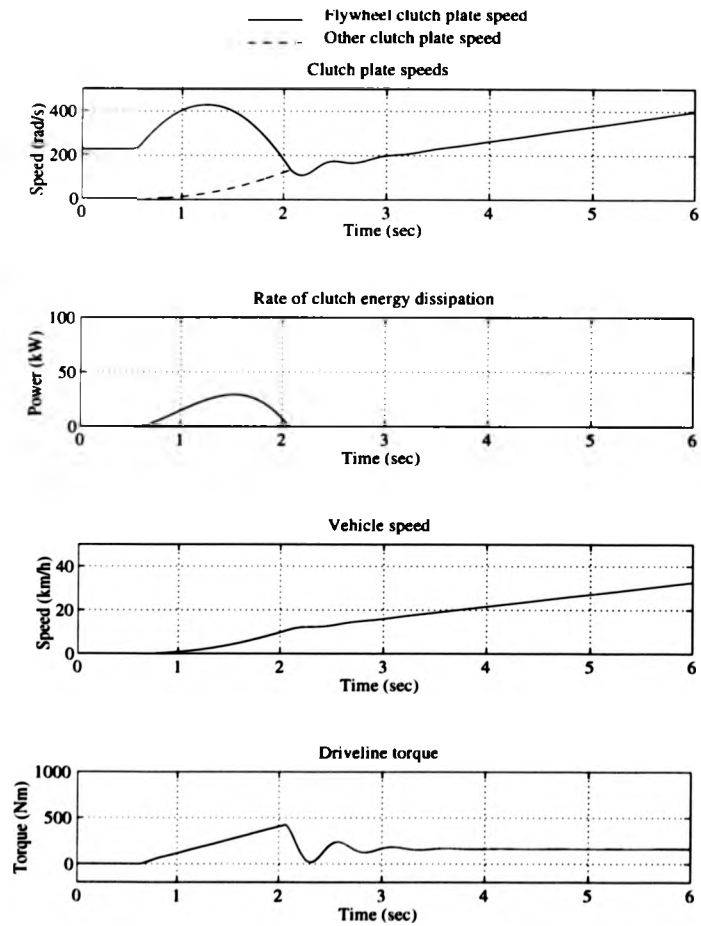 Flywheel clutch plate speed
Other clutch plate speed
Clutch plate speeds
Speed (rad/s)
400
200
0
0 1 2 3 4 5 6
Time (sec)
Rate of clutch energy dissipation
Power (kW)
100
50
0
0 1 2 3 4 5 6
Time (sec)
Vehicle speed
Speed (km/h)
40
20
0
0 1 2 3 4 5 6
Time (sec)
Driveline torque
Torque (Nm)
1000
500
0
0 1 2 3 4 5 6
Time (sec)